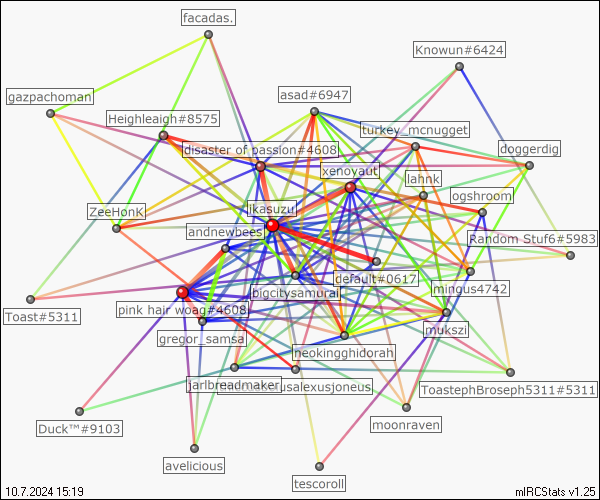 facadas.
Knowun#6424
gazpachoman
asad#6947
Heighleaigh#8575
turkey_mcnugget
disaster of passion#4608
doggerdig
xenoyaut
lahnk
ogshroom
Ikasuzu
ZeeHonK
andnewbees
Random Stuf6#5983
default#0617
mingus4742
bigcitysamurai
Toast#5311
pink hair woag#4608
mukszi
gregor_samsa
neokingghidorah
jarlbreadmaker
usalexusjoneus
ToastephBroseph5311#5311
moonraven
Duck™#9103
avelicious
tescoroll
10.7.2024 15:19
mIRCStats v1.25